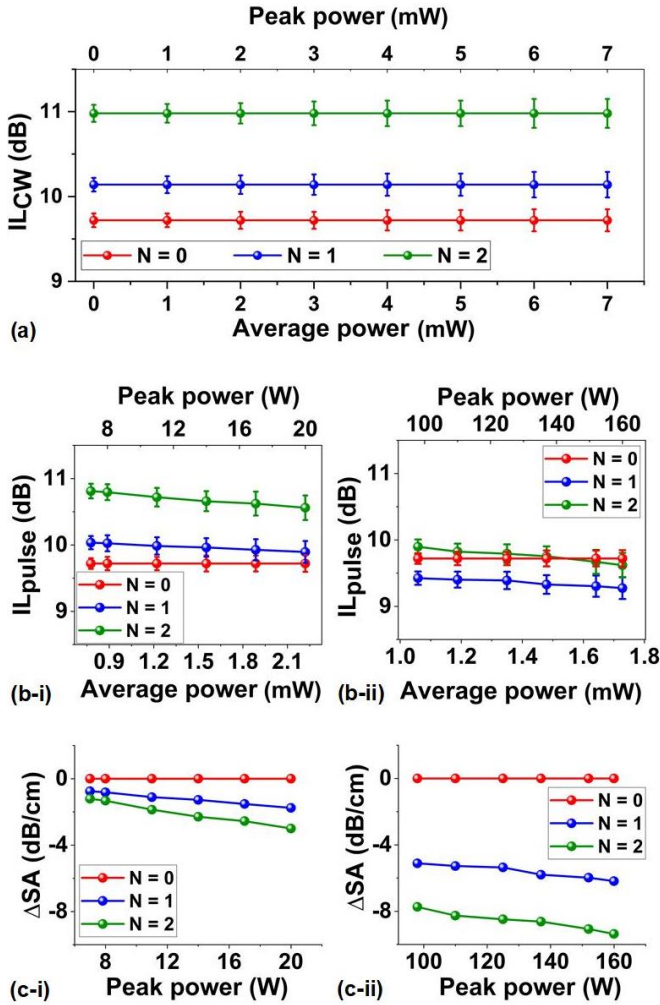 Peak power (mW)
0 1 2 3 4 5 6 7
11
10
9
ILCW (dB)
N = 0 N = 1 N = 2
0 1 2 3 4 5 6 7
(a) Average power (mW)
Peak power (W)
8 12 16 20
11
10
9
ILpulse (dB)
N = 0
N = 1
N = 2
0.9 1.2 1.5 1.8 2.1
(b-i) Average power (mW)
Peak power (W)
100 120 140 160
11
10
9
ILpulse (dB)
N = 0
N = 1
N = 2
1.0 1.2 1.4 1.6 1.8
(b-ii) Average power (mW)
0
-4
-8
ΔSA (dB/cm)
N = 0
N = 1
N = 2
8 12 16 20
(c-i) Peak power (W)
0
-4
-8
ΔSA (dB/cm)
N = 0
N = 1
N = 2
100 120 140 160
(c-ii) Peak power (W)